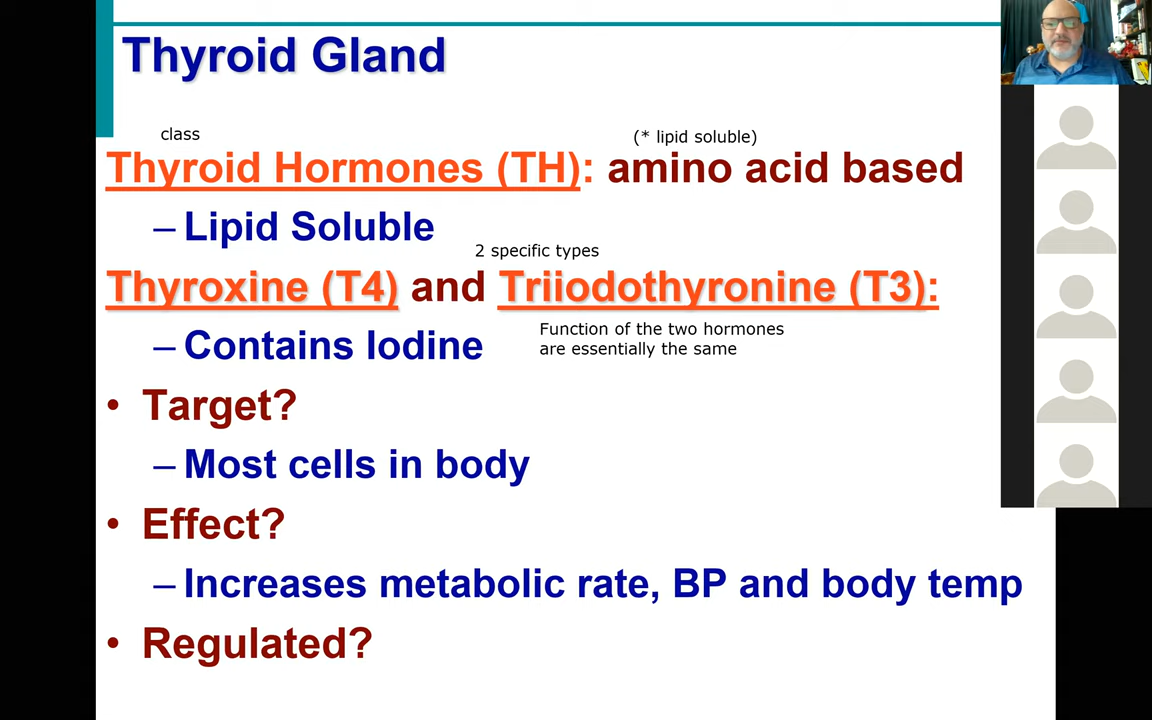 Thyroid Gland
class
(* lipid soluble)
Thyroid Hormones (TH): amino acid based
– Lipid Soluble
2 specific types
Thyroxine (T4) and Triiodothyronine (T3):
– Contains Iodine
Function of the two hormones
are essentially the same
• Target?
– Most cells in body
• Effect?
– Increases metabolic rate, BP and body temp
• Regulated?